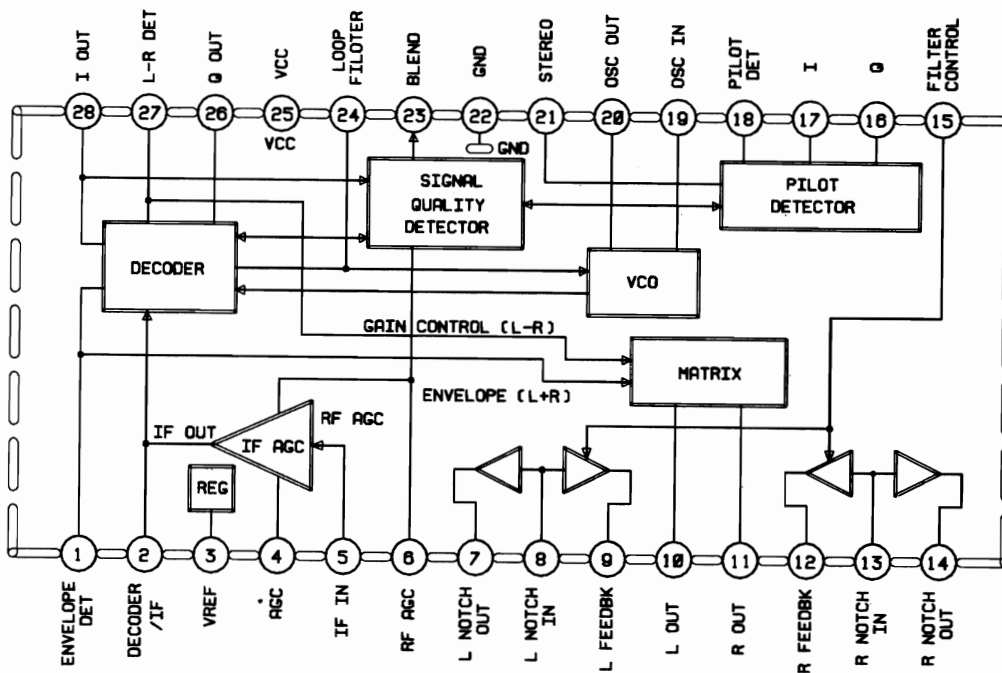 I OUT
L-R DET
Q OUT
VCC
LOOP
FILOTER
BLEND
GND
STEREO
OSC OUT
OSC IN
PILOT
DET
I
Q
FILTER
CONTROL
28
27
26
25
24
23
22
21
20
19
18
17
16
15
VCC
GND
SIGNAL
QUALITY
DETECTOR
PILOT
DETECTOR
DECODER
VCO
GAIN CONTROL (L-R)
MATRIX
ENVELOPE (L+R)
RF AGC
IF OUT
IF AGC
REG
1
2
3
4
5
6
7
8
9
10
11
12
13
14
ENVELOPE
DET
DECODER
/IF
VREF
AGC
IF IN
RF AGC
L NOTCH
OUT
L NOTCH
IN
L FEEDBK
L OUT
R OUT
R FEEDBK
R NOTCH
IN
R NOTCH
OUT